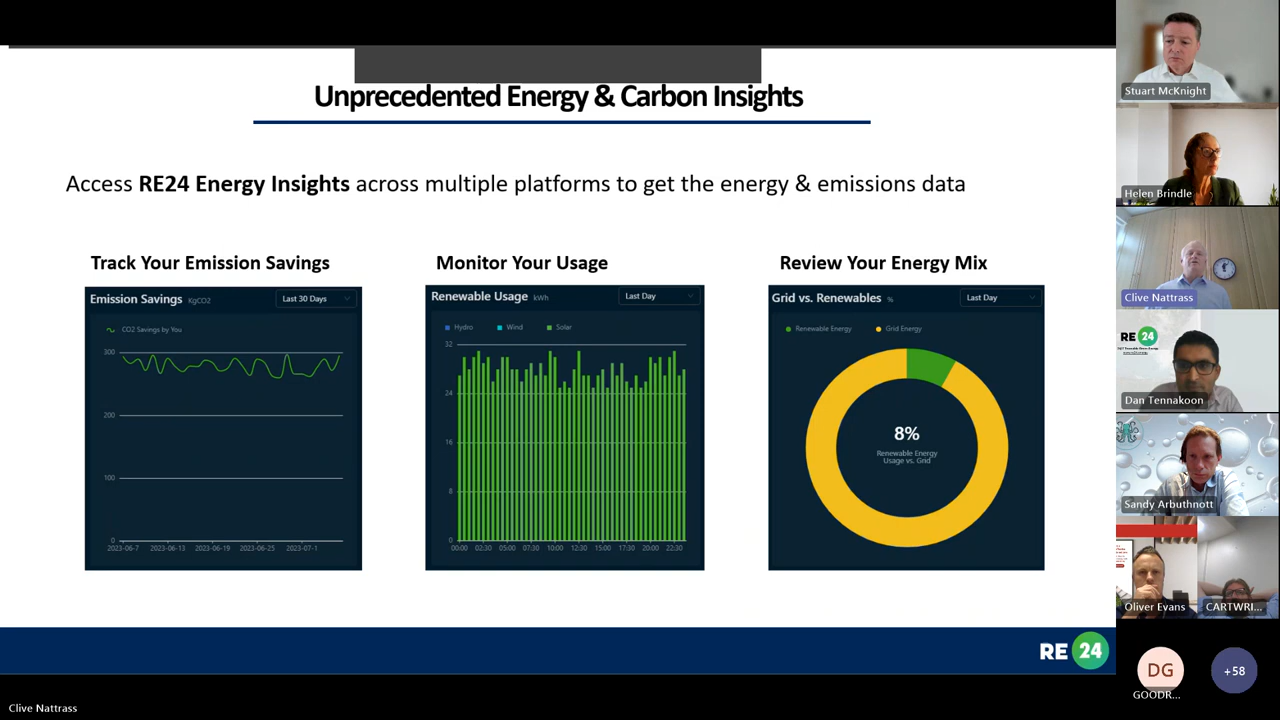 Unprecedented Energy & Carbon Insights
Access RE24 Energy Insights across multiple platforms to get the energy & emissions data
Track Your Emission Savings
Emission Savings KgCO2
Last 30 Days
CO2 Savings by You
300
200
100
0
2023-06-7 2023-06-13 2023-06-19 2023-06-25 2023-07-1
Monitor Your Usage
Renewable Usage kWh
Last Day
Hydro Wind Solar
32
24
16
8
0
00:00 02:30 05:00 07:30 10:00 12:30 15:00 17:30 20:00 22:30
Review Your Energy Mix
Grid vs. Renewables %
Last Day
Renewable Energy Grid Energy
8%
Renewable Energy
Usage vs. Grid
RE 24
Clive Nattrass
Stuart McKnight
Helen Brindle
Clive Nattrass
RE 24
Dan Tennakoon
Sandy Arbuthnott
Oliver Evans
CARTWRI...
DG
GOODR...
+58